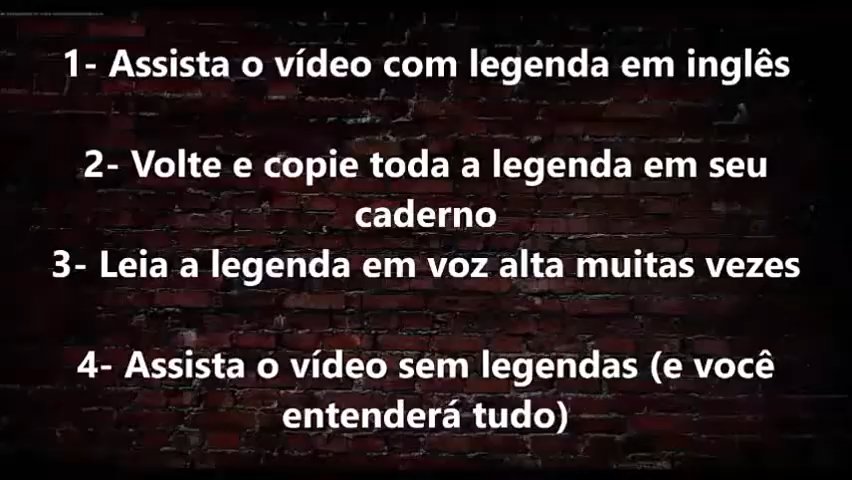 1- Assista o vídeo com legenda em inglês
2- Volte e copie toda a legenda em seu
caderno
3- Leia a legenda em voz alta muitas vezes
4- Assista o vídeo sem legendas (e você
entenderá tudo)